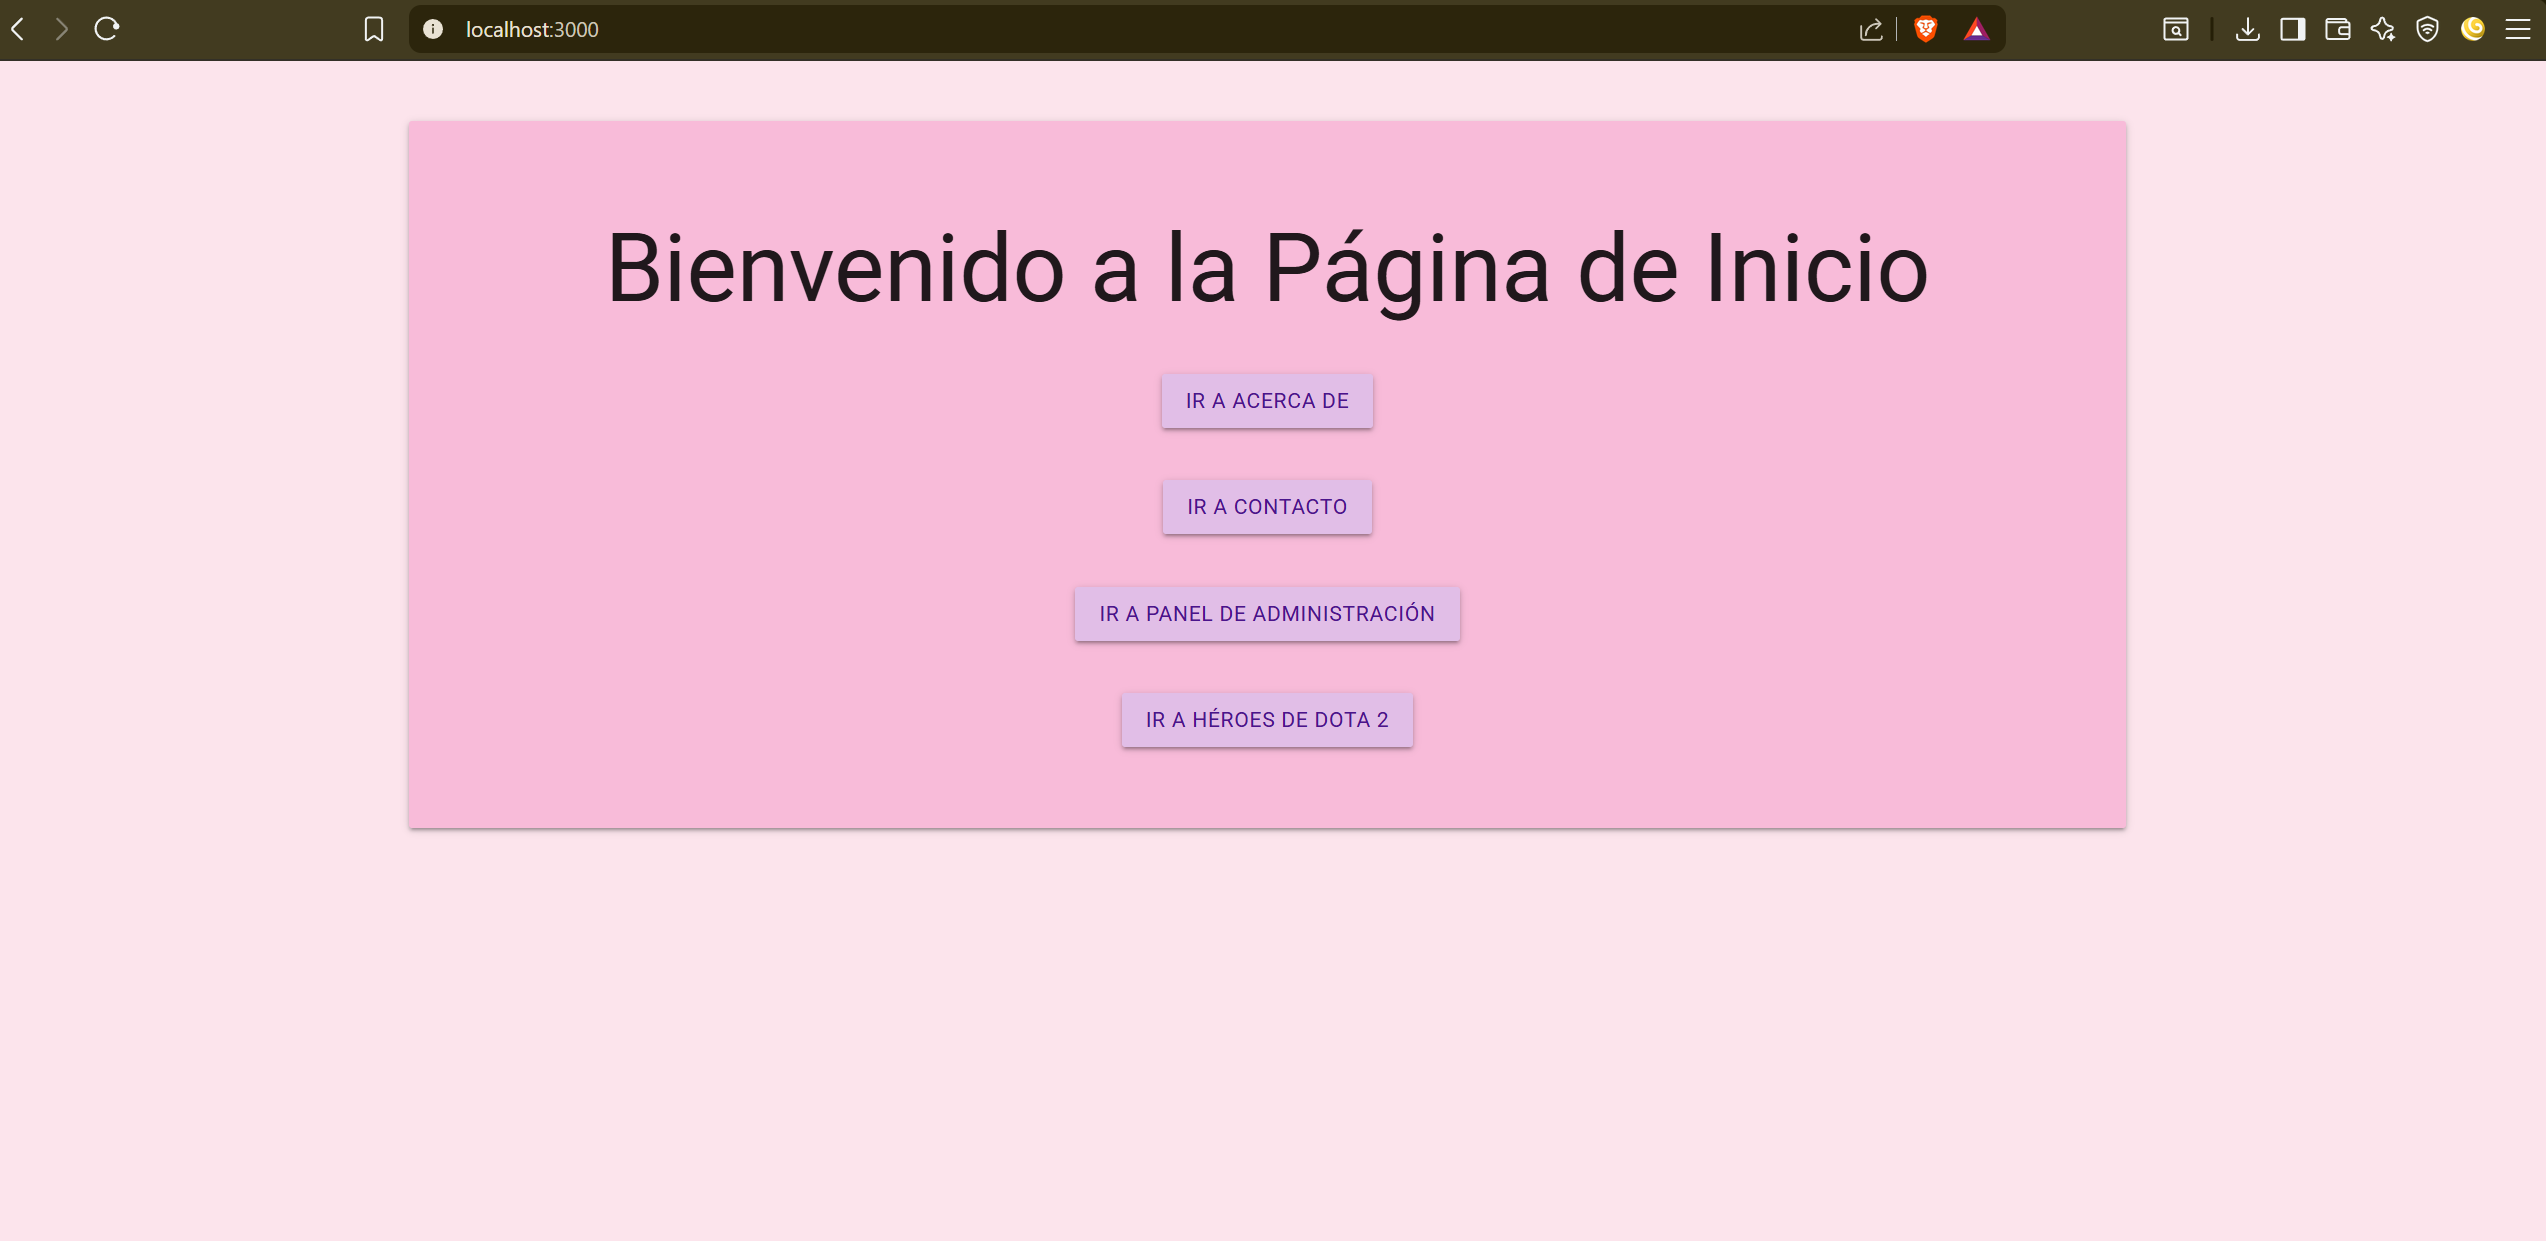 localhost:3000
Bienvenido a la Página de Inicio
IR A ACERCA DE
IR A CONTACTO
IR A PANEL DE ADMINISTRACIÓN
IR A HÉROES DE DOTA 2